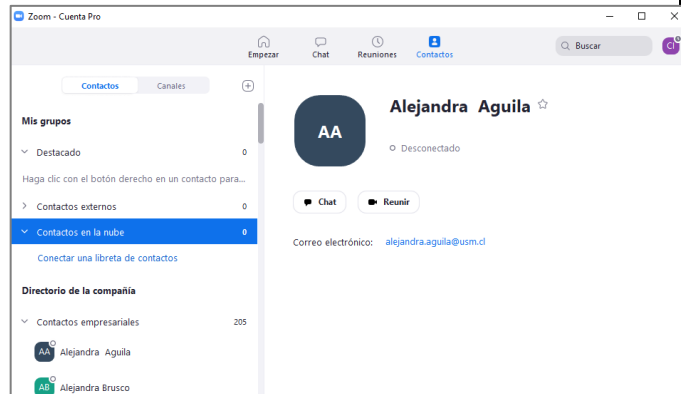 Zoom - Cuenta Pro
Empezar
Chat
Reuniones
Contactos
Buscar
CI
Contactos
Canales
Mis grupos
Destacado 0
Haga clic con el botón derecho en un contacto para...
Contactos externos 0
Contactos en la nube 0
Conectar una libreta de contactos
Directorio de la compañía
Contactos empresariales 205
AA Alejandra Aguila
AB Alejandra Brusco
AA
Alejandra Aguila
Desconectado
Chat
Reunir
Correo electrónico: alejandra.aguila@usm.cl